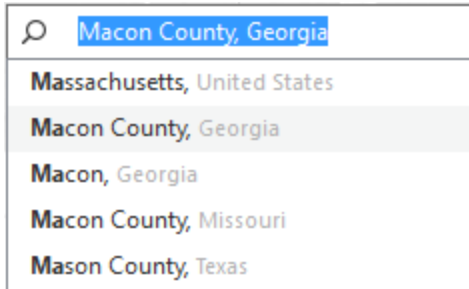 Macon County, Georgia
Massachusetts, United States
Macon County, Georgia
Macon, Georgia
Macon County, Missouri
Mason County, Texas